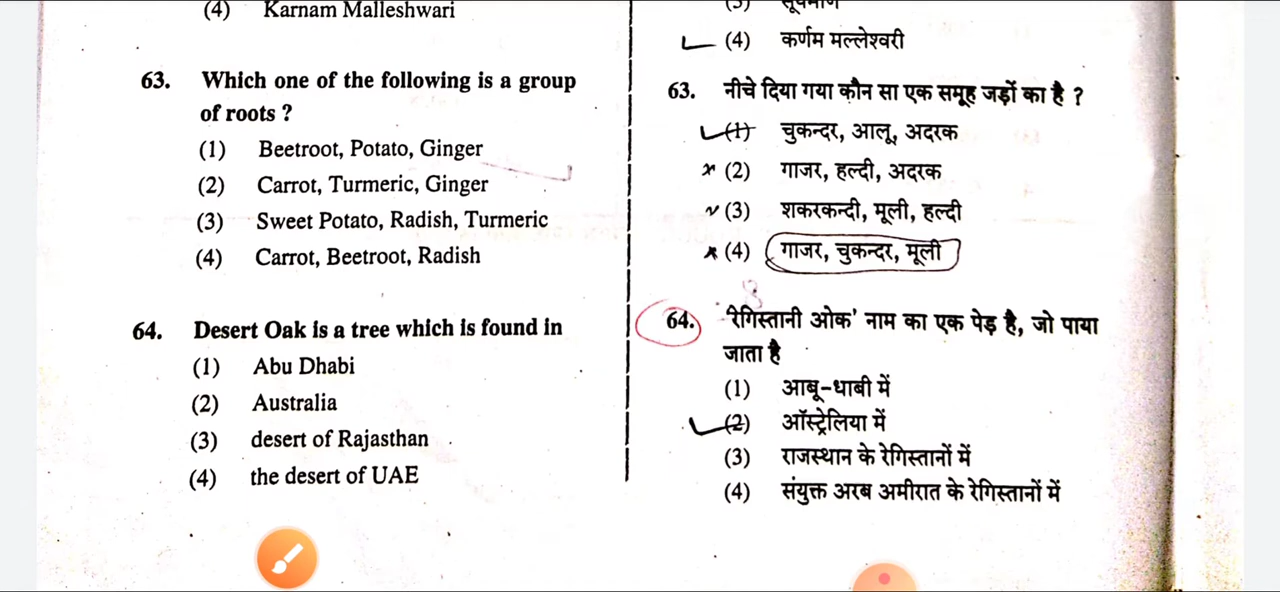 (4) Karnam Malleshwari
63. Which one of the following is a group
of roots ?
(1) Beetroot, Potato, Ginger
(2) Carrot, Turmeric, Ginger
(3) Sweet Potato, Radish, Turmeric
(4) Carrot, Beetroot, Radish
64. Desert Oak is a tree which is found in
(1) Abu Dhabi
(2) Australia
(3) desert of Rajasthan
(4) the desert of UAE
(3)
(4) कर्णम मल्लेश्वरी
63. नीचे दिया गया कौन सा एक समूह जड़ों का है ?
(1) चुकन्दर, आलू, अदरक
(2) गाजर, हल्दी, अदरक
(3) शकरकन्दी, मूली, हल्दी
(4) गाजर, चुकन्दर, मूली
64. 'रेगिस्तानी ओक' नाम का एक पेड़ है, जो पाया
जाता है
(1) आबू-धाबी में
(2) ऑस्ट्रेलिया में
(3) राजस्थान के रेगिस्तानों में
(4) संयुक्त अरब अमीरात के रेगिस्तानों में